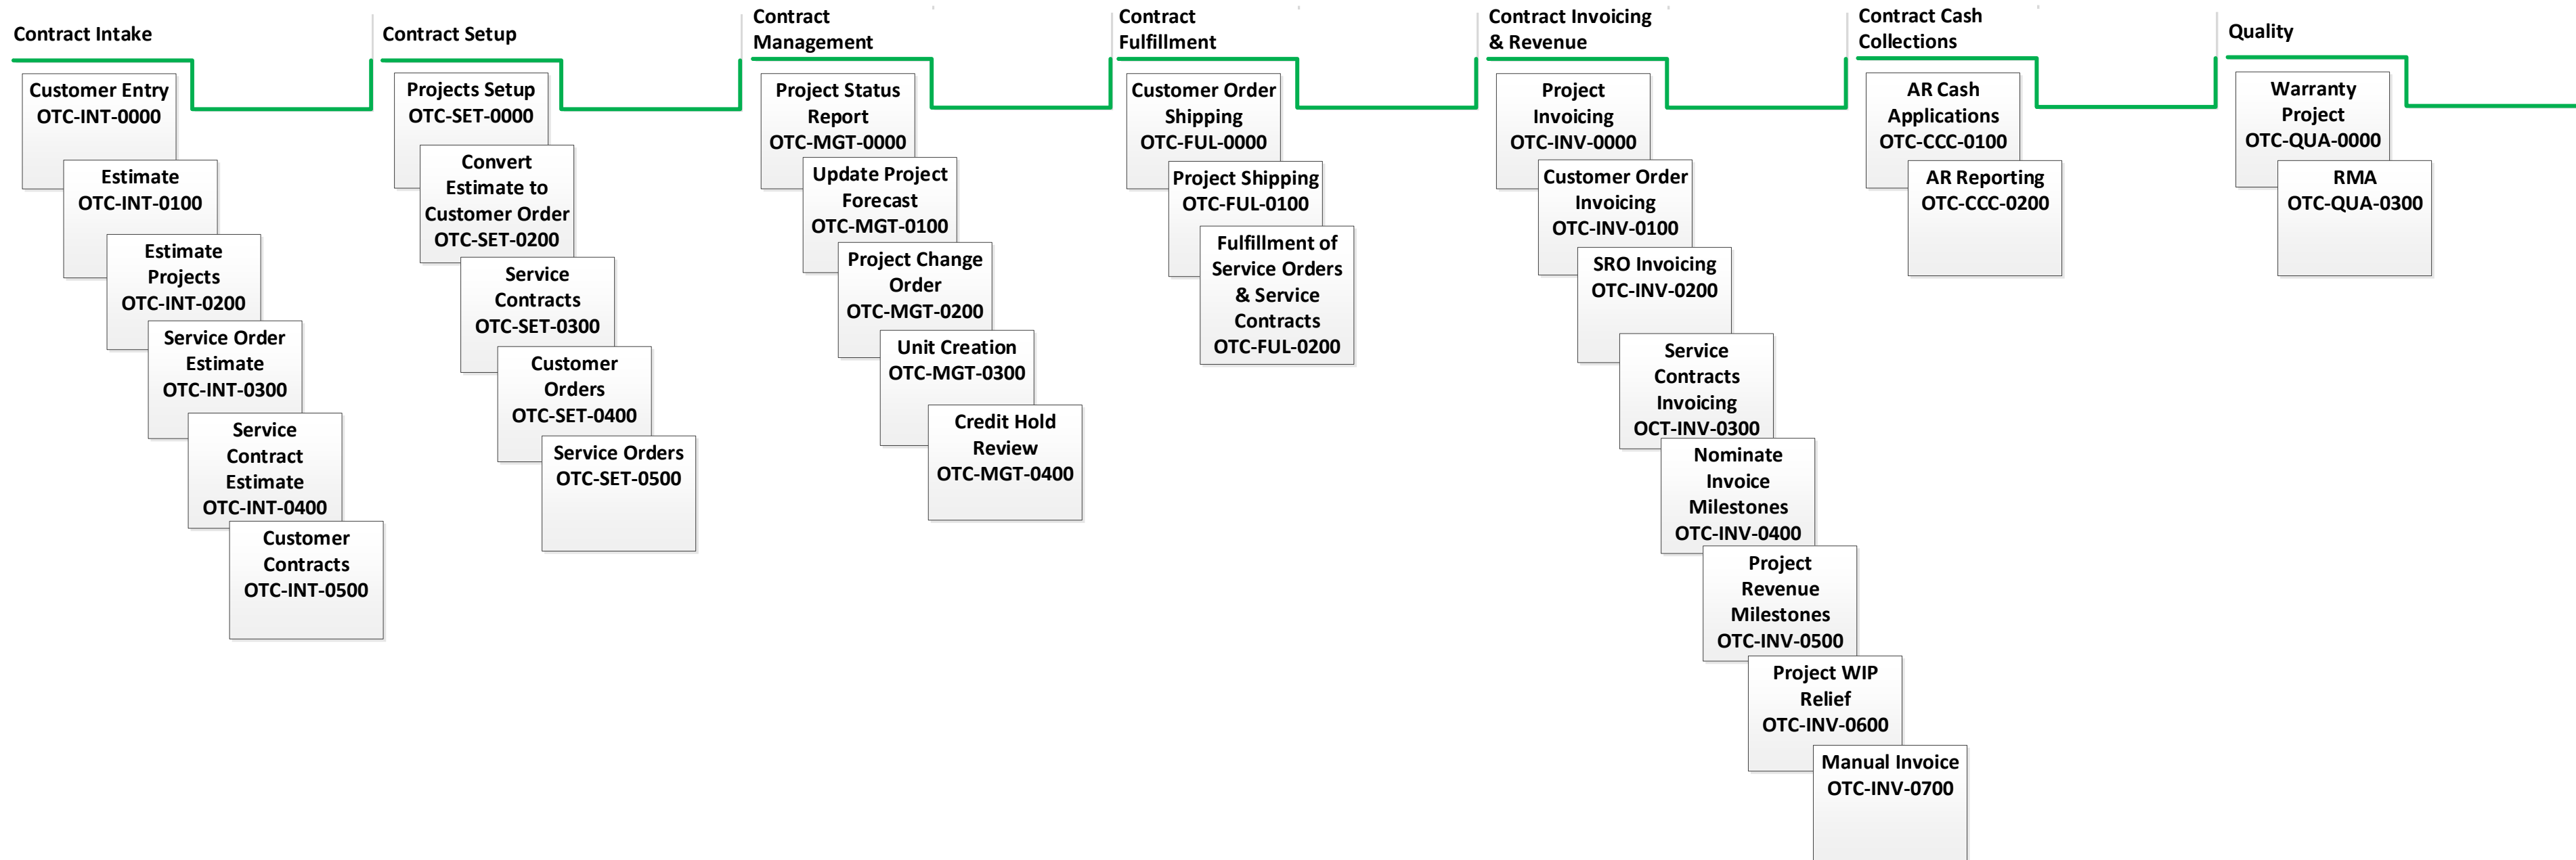 Contract Intake
Customer Entry
OTC-INT-0000
Estimate
OTC-INT-0100
Estimate
Projects
OTC-INT-0200
Service Order
Estimate
OTC-INT-0300
Service
Contract
Estimate
OTC-INT-0400
Customer
Contracts
OTC-INT-0500
Contract Setup
Projects Setup
OTC-SET-0000
Convert
Estimate to
Customer Order
OTC-SET-0200
Service
Contracts
OTC-SET-0300
Customer
Orders
OTC-SET-0400
Service Orders
OTC-SET-0500
Contract
Management
Project Status
Report
OTC-MGT-0000
Update Project
Forecast
OTC-MGT-0100
Project Change
Order
OTC-MGT-0200
Unit Creation
OTC-MGT-0300
Credit Hold
Review
OTC-MGT-0400
Contract
Fulfillment
Customer Order
Shipping
OTC-FUL-0000
Project Shipping
OTC-FUL-0100
Fulfillment of
Service Orders
& Service
Contracts
OTC-FUL-0200
Contract Invoicing
& Revenue
Project
Invoicing
OTC-INV-0000
Customer Order
Invoicing
OTC-INV-0100
SRO Invoicing
OTC-INV-0200
Service
Contracts
Invoicing
OCT-INV-0300
Nominate
Invoice
Milestones
OTC-INV-0400
Project
Revenue
Milestones
OTC-INV-0500
Project WIP
Relief
OTC-INV-0600
Manual Invoice
OTC-INV-0700
Contract Cash
Collections
AR Cash
Applications
OTC-CCC-0100
AR Reporting
OTC-CCC-0200
Quality
Warranty
Project
OTC-QUA-0000
RMA
OTC-QUA-0300